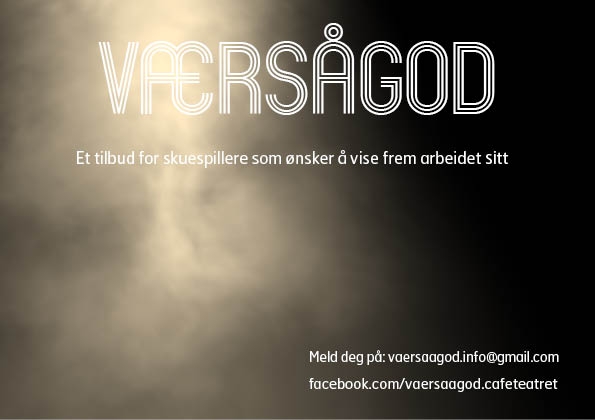 VÆRSÅGOD
Et tilbud for skuespillere som ønsker å vise frem arbeidet sitt
Meld deg på: vaersaagod.info@gmail.com
facebook.com/vaersaagod.cafeteatret